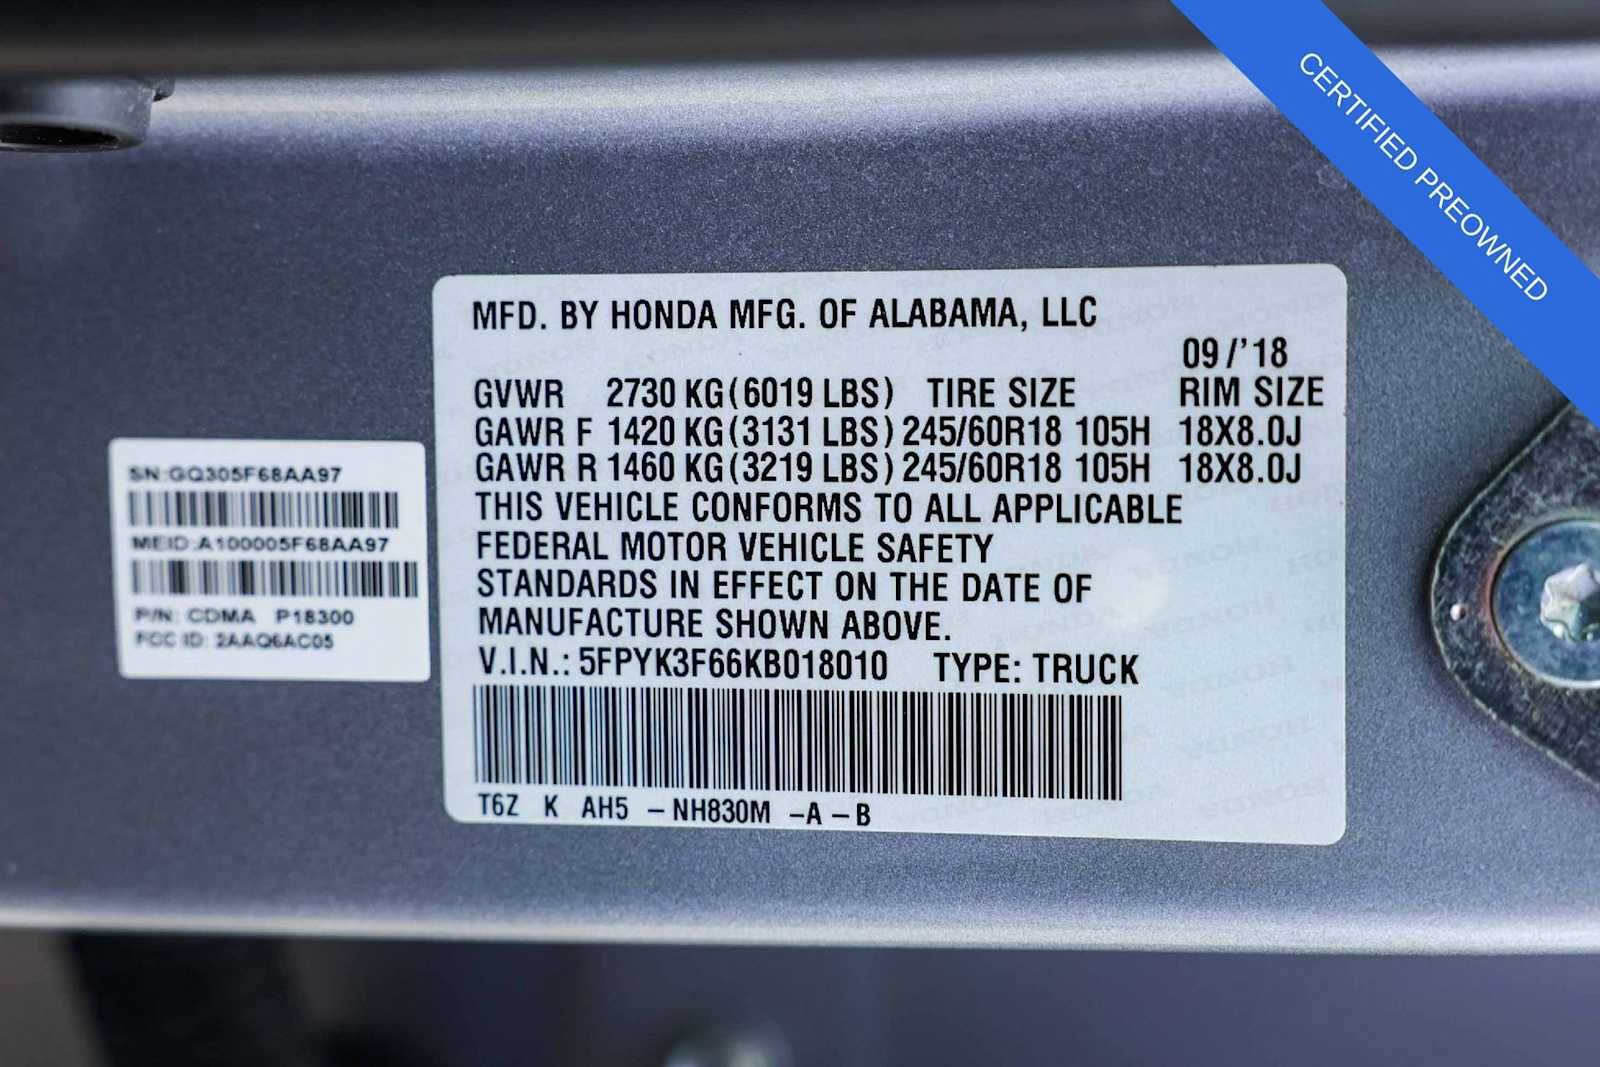 CERTIFIED PREOWNED
MFD. BY HONDA MFG. OF ALABAMA, LLC
09/'18
GVWR 2730 KG(6019 LBS) TIRE SIZE RIM SIZE
GAWR F 1420 KG(3131 LBS) 245/60R18 105H 18X8.0J
GAWR R 1460 KG(3219 LBS) 245/60R18 105H 18X8.0J
THIS VEHICLE CONFORMS TO ALL APPLICABLE
FEDERAL MOTOR VEHICLE SAFETY
STANDARDS IN EFFECT ON THE DATE OF
MANUFACTURE SHOWN ABOVE.
V.I.N.: 5FPYK3F66KB018010 TYPE: TRUCK
T6Z K AH5 -NH830M -A-B
SN:GQ305F68AA97
MEID:A100005F68AA97
P/N: CDMA P18300
FCC ID: 2AAQ6AC05